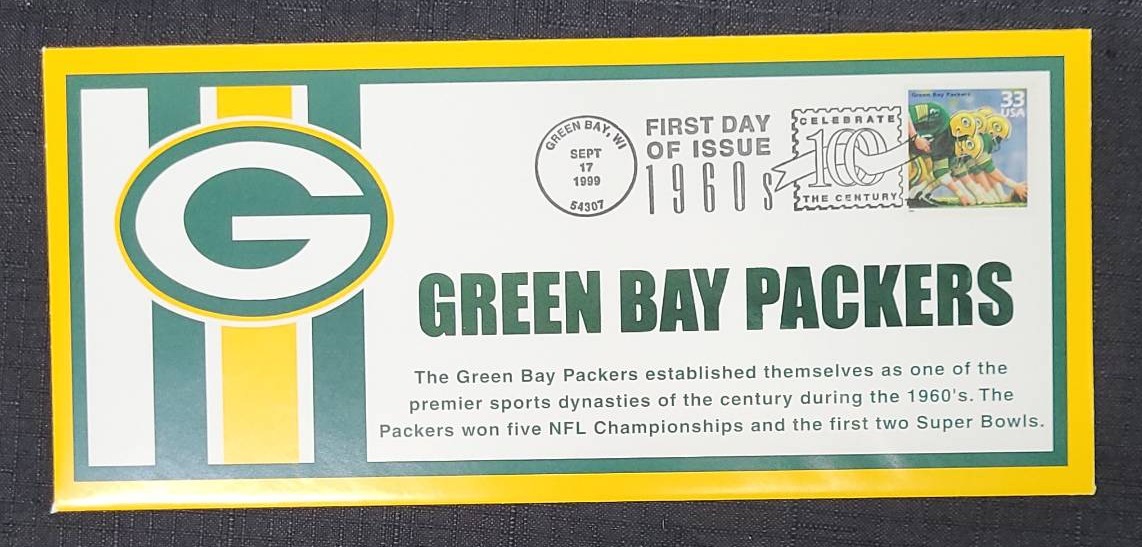 G
GREEN BAY, WI
SEPT
17
1999
54307
FIRST DAY
OF ISSUE
1960s
CELEBRATE
100
THE CENTURY
Green Bay Packers
33
USA
GREEN BAY PACKERS
The Green Bay Packers established themselves as one of the
premier sports dynasties of the century during the 1960's. The
Packers won five NFL Championships and the first two Super Bowls.